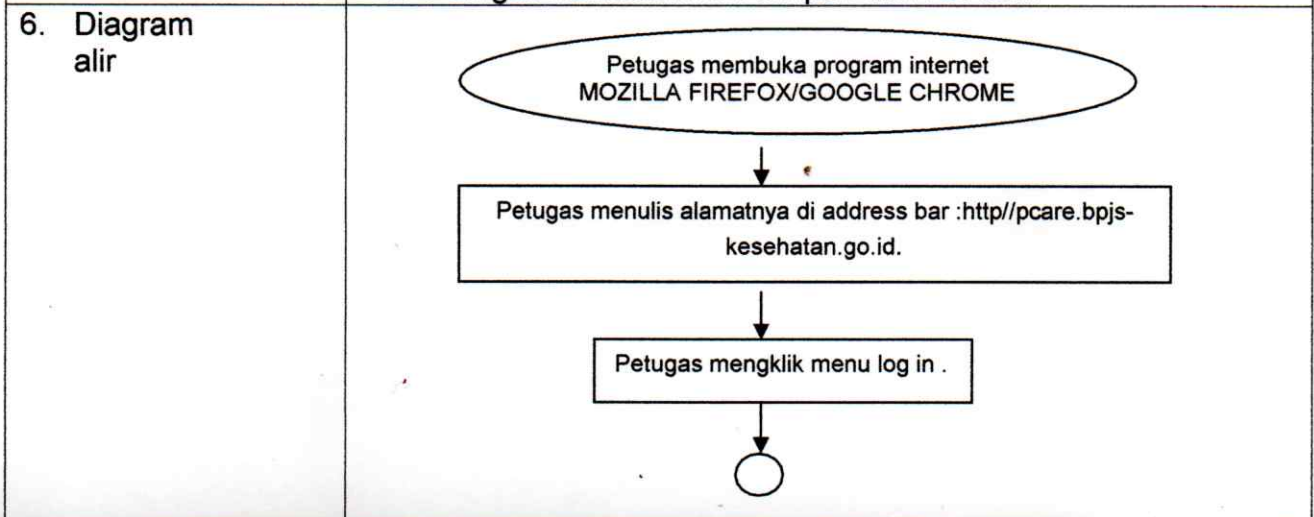 6. Diagram
alir
Petugas membuka program internet
MOZILLA FIREFOX/GOOGLE CHROME
Petugas menulis alamatnya di address bar :http//pcare.bpjs-
kesehatan.go.id.
Petugas mengklik menu log in .